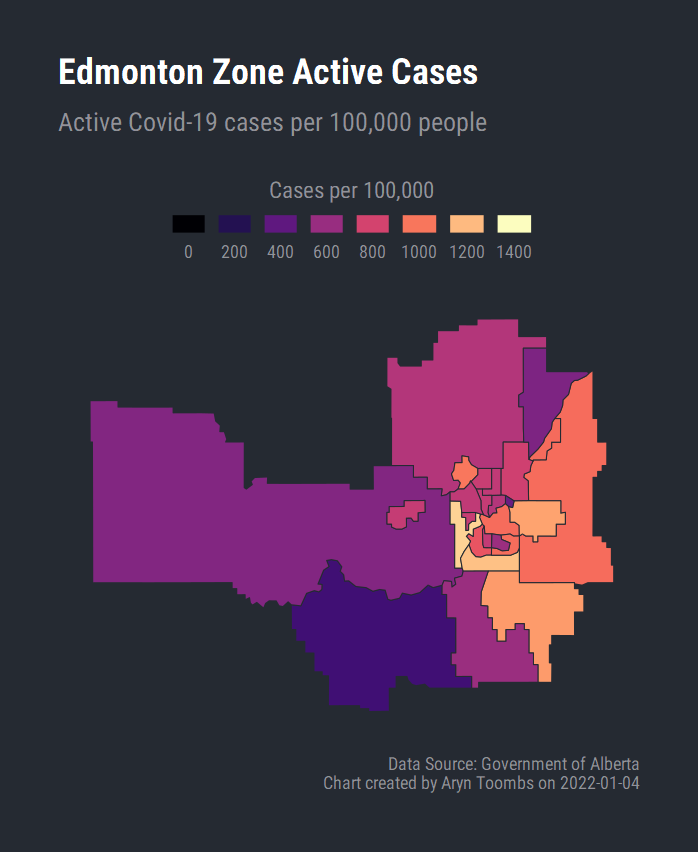 Edmonton Zone Active Cases
Active Covid-19 cases per 100,000 people
Cases per 100,000
0 200 400 600 800 1000 1200 1400
Data Source: Government of Alberta
Chart created by Aryn Toombs on 2022-01-04